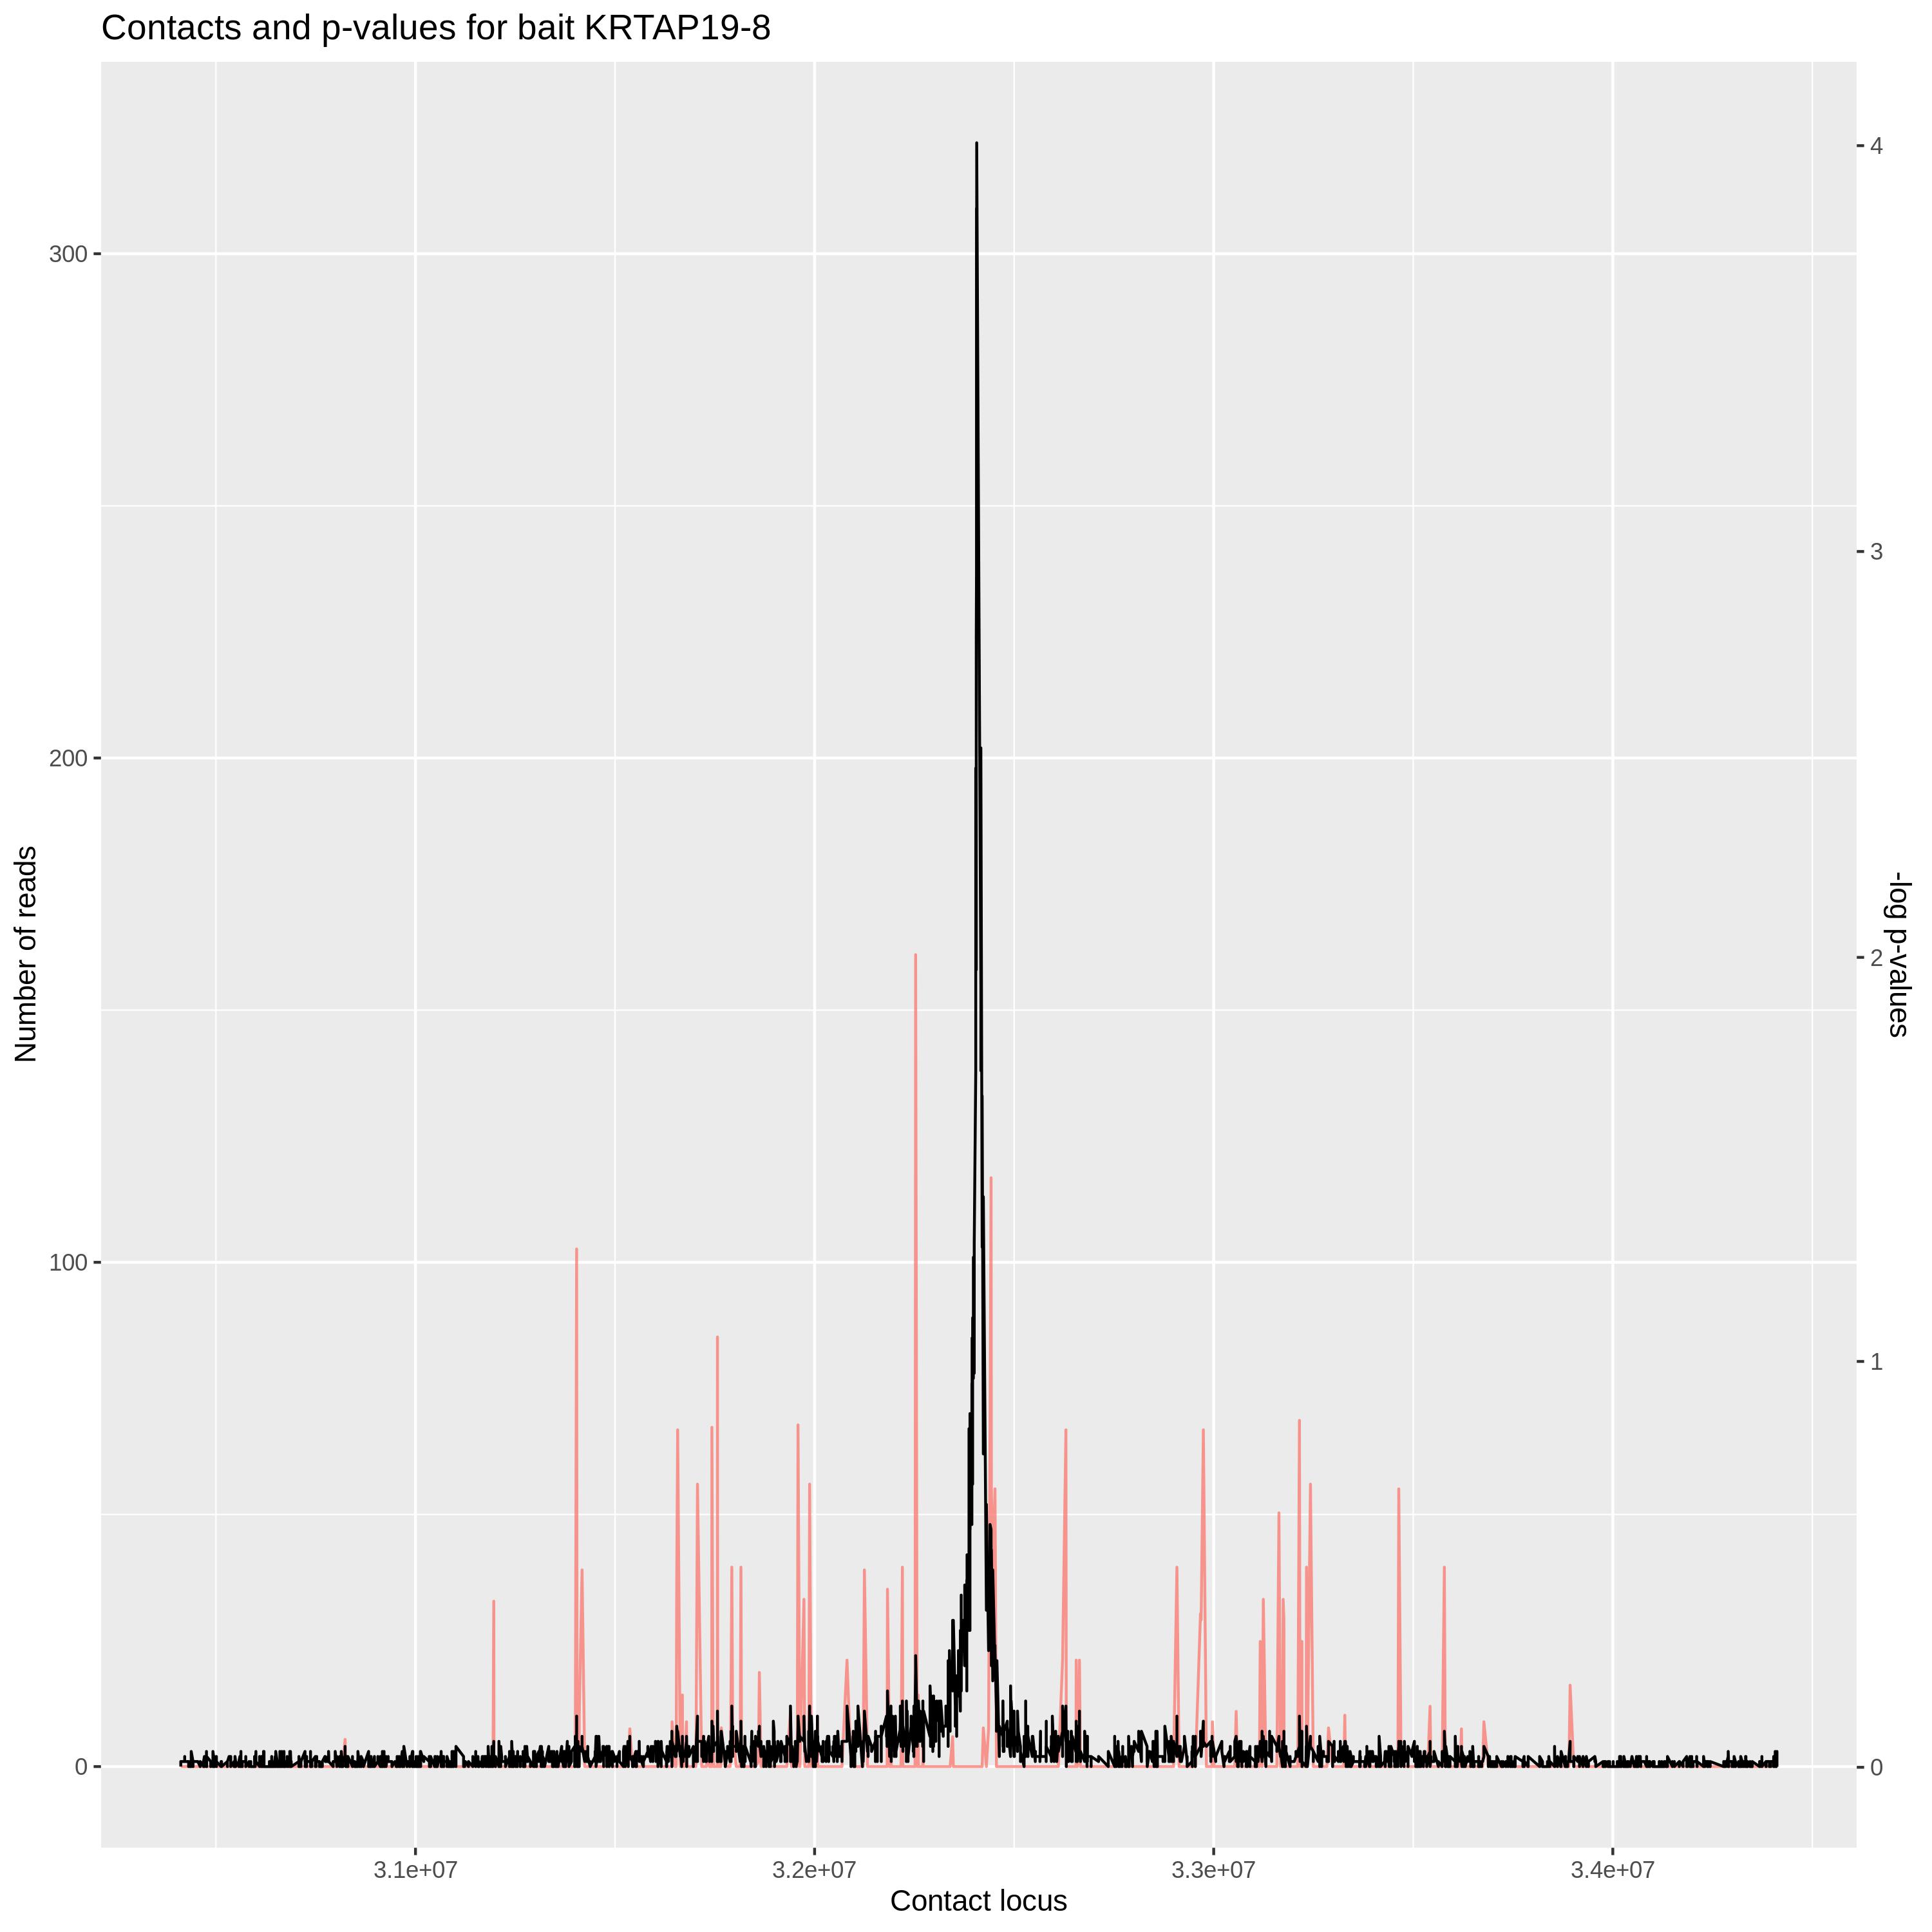 Contacts and p-values for bait KRTAP19-8
Number of reads
300
200
100
0
4
3
2
1
0
-log p-values
3.1e+07
3.2e+07
3.3e+07
3.4e+07
Contact locus